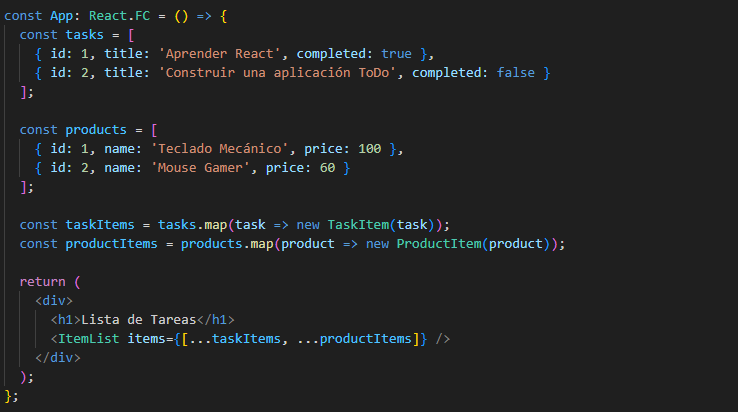 const App: React.FC = () => {
  const tasks = [
    { id: 1, title: 'Aprender React', completed: true },
    { id: 2, title: 'Construir una aplicación ToDo', completed: false }
  ];

  const products = [
    { id: 1, name: 'Teclado Mecánico', price: 100 },
    { id: 2, name: 'Mouse Gamer', price: 60 }
  ];

  const taskItems = tasks.map(task => new TaskItem(task));
  const productItems = products.map(product => new ProductItem(product));

  return (
    <div>
      <h1>Lista de Tareas</h1>
      <ItemList items={[...taskItems, ...productItems]} />
    </div>
  );
};